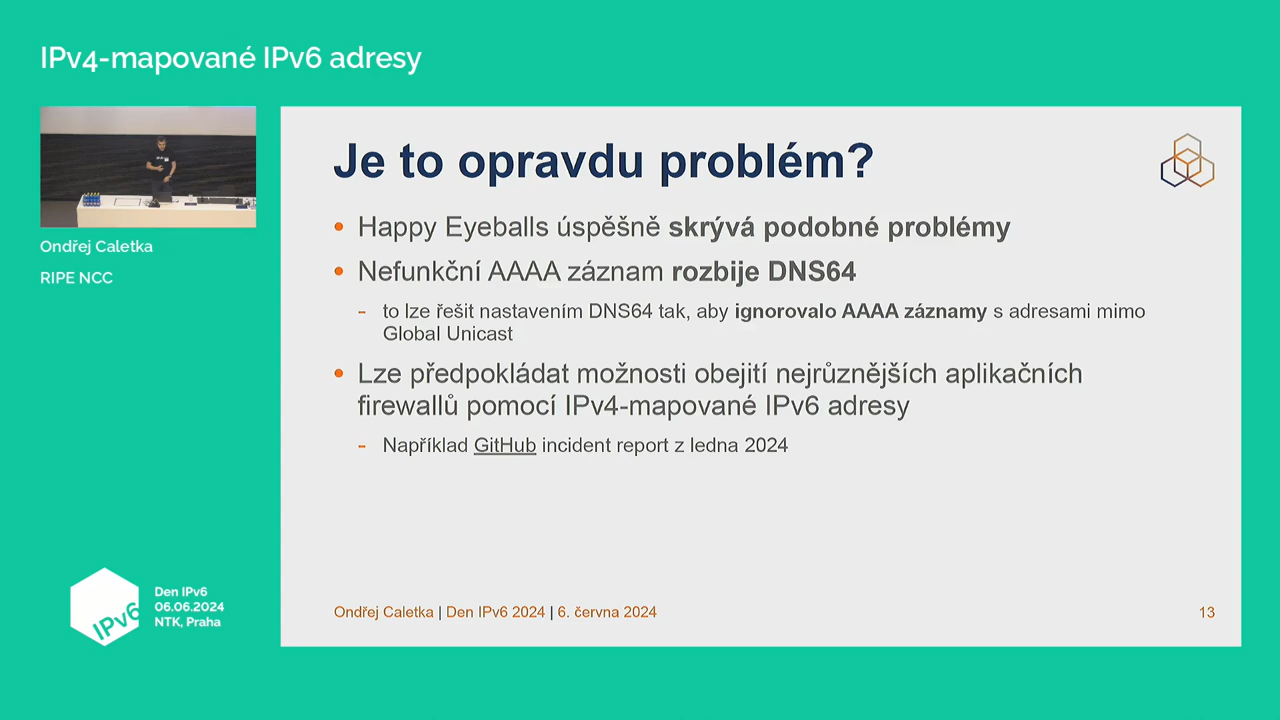 IPv4-mapované IPv6 adresy
Ondřej Caletka
RIPE NCC
Je to opravdu problém?
• Happy Eyeballs úspěšně skrývá podobné problémy
• Nefunkční AAAA záznam rozbije DNS64
- to lze řešit nastavením DNS64 tak, aby ignorovalo AAAA záznamy s adresami mimo
Global Unicast
• Lze předpokládat možnosti obejití nejrůznějších aplikačních
firewallů pomocí IPv4-mapované IPv6 adresy
- Například GitHub incident report z ledna 2024
Ondřej Caletka | Den IPv6 2024 | 6. června 2024
13
IPv6
Den IPv6
06.06.2024
NTK, Praha